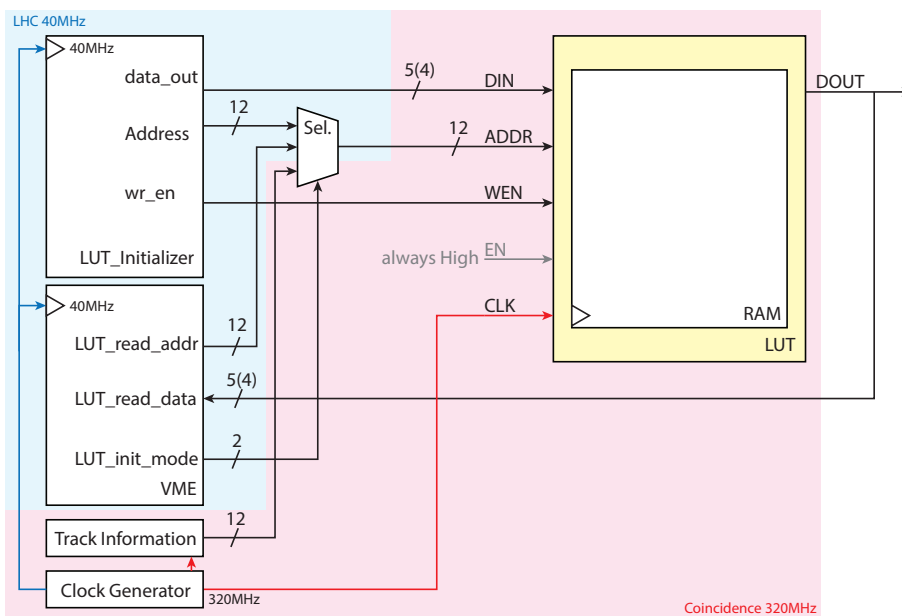 LHC 40MHz
40MHz
data_out
5(4)
DIN
DOUT
12
Address
Sel.
12
ADDR
wr_en
WEN
LUT_Initializer
always High
EN
40MHz
CLK
RAM
LUT
12
LUT_read_addr
5(4)
LUT_read_data
2
LUT_init_mode
VME
12
Track Information
Clock Generator
320MHz
Coincidence 320MHz